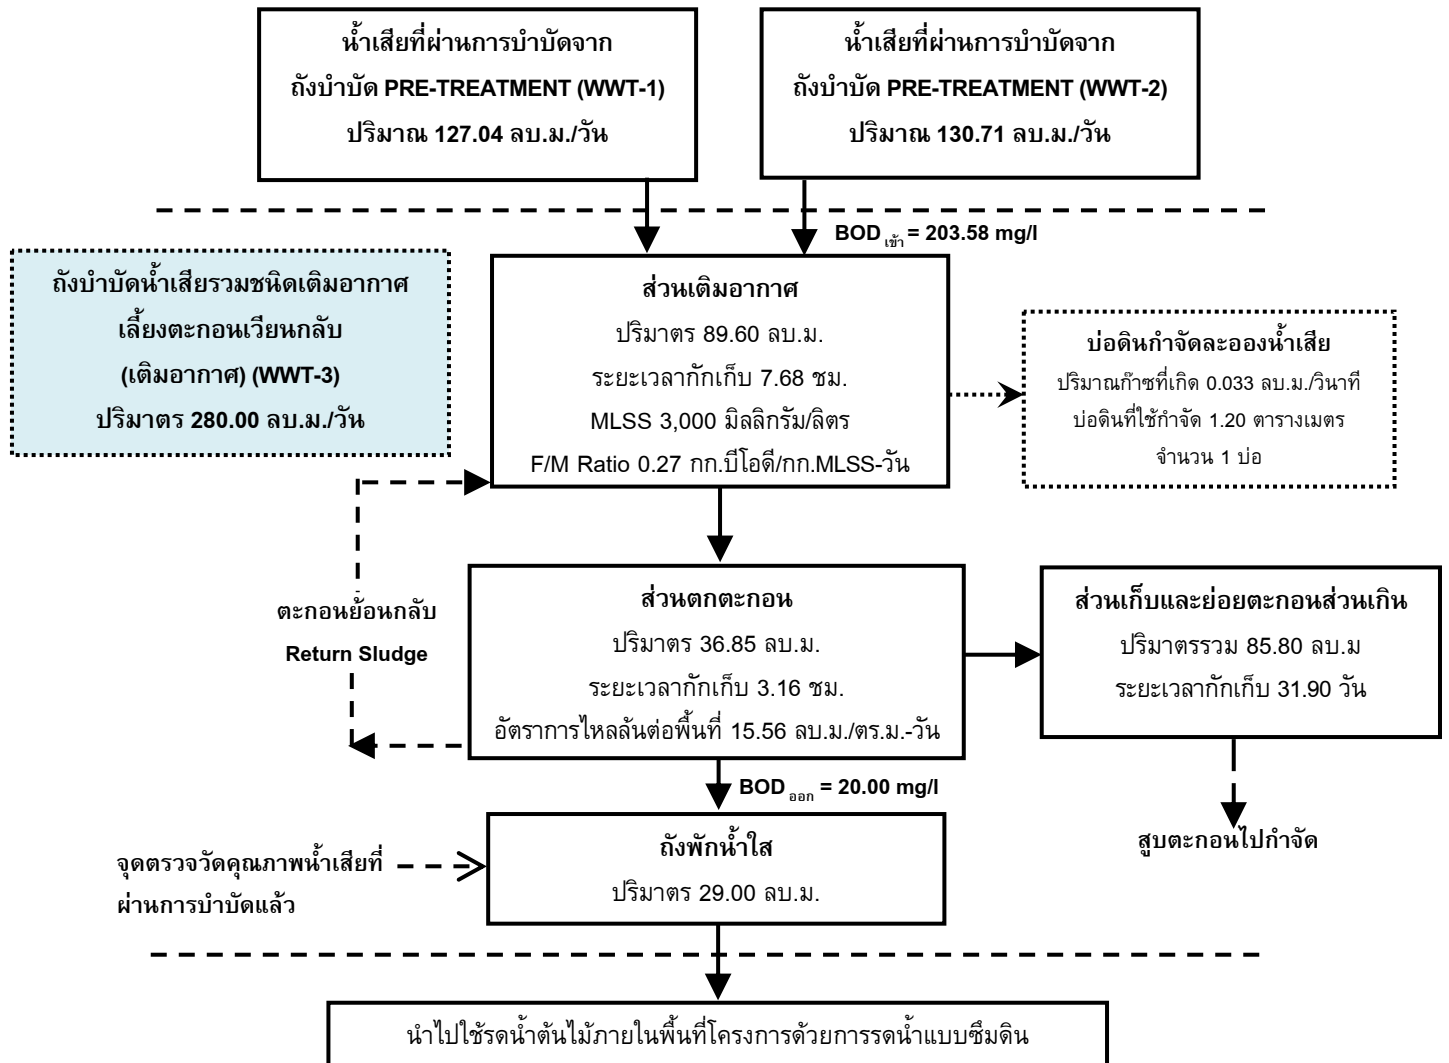 น้ำเสียที่ผ่านการบำบัดจาก
ถังบำบัด PRE-TREATMENT (WWT-1)
ปริมาณ 127.04 ลบ.ม./วัน
น้ำเสียที่ผ่านการบำบัดจาก
ถังบำบัด PRE-TREATMENT (WWT-2)
ปริมาณ 130.71 ลบ.ม./วัน
BOD เข้า = 203.58 mg/l
ถังบำบัดน้ำเสียรวมชนิดเติมอากาศ
เลี้ยงตะกอนเวียนกลับ
(เติมอากาศ) (WWT-3)
ปริมาตร 280.00 ลบ.ม./วัน
ส่วนเติมอากาศ
ปริมาตร 89.60 ลบ.ม.
ระยะเวลากักเก็บ 7.68 ชม.
MLSS 3,000 มิลลิกรัม/ลิตร
F/M Ratio 0.27 กก.บีโอดี/กก.MLSS-วัน
บ่อดินกำจัดละอองน้ำเสีย
ปริมาณก๊าซที่เกิด 0.033 ลบ.ม./วินาที
บ่อดินที่ใช้กำจัด 1.20 ตารางเมตร
จำนวน 1 บ่อ
ตะกอนย้อนกลับ
Return Sludge
ส่วนตกตะกอน
ปริมาตร 36.85 ลบ.ม.
ระยะเวลากักเก็บ 3.16 ชม.
อัตราการไหลล้นต่อพื้นที่ 15.56 ลบ.ม./ตร.ม.-วัน
ส่วนเก็บและย่อยตะกอนส่วนเกิน
ปริมาตรรวม 85.80 ลบ.ม
ระยะเวลากักเก็บ 31.90 วัน
BOD ออก = 20.00 mg/l
สูบตะกอนไปกำจัด
จุดตรวจวัดคุณภาพน้ำเสียที่
ผ่านการบำบัดแล้ว
ถังพักน้ำใส
ปริมาตร 29.00 ลบ.ม.
นำไปใช้รดน้ำต้นไม้ภายในพื้นที่โครงการด้วยการรดน้ำแบบซึมดิน